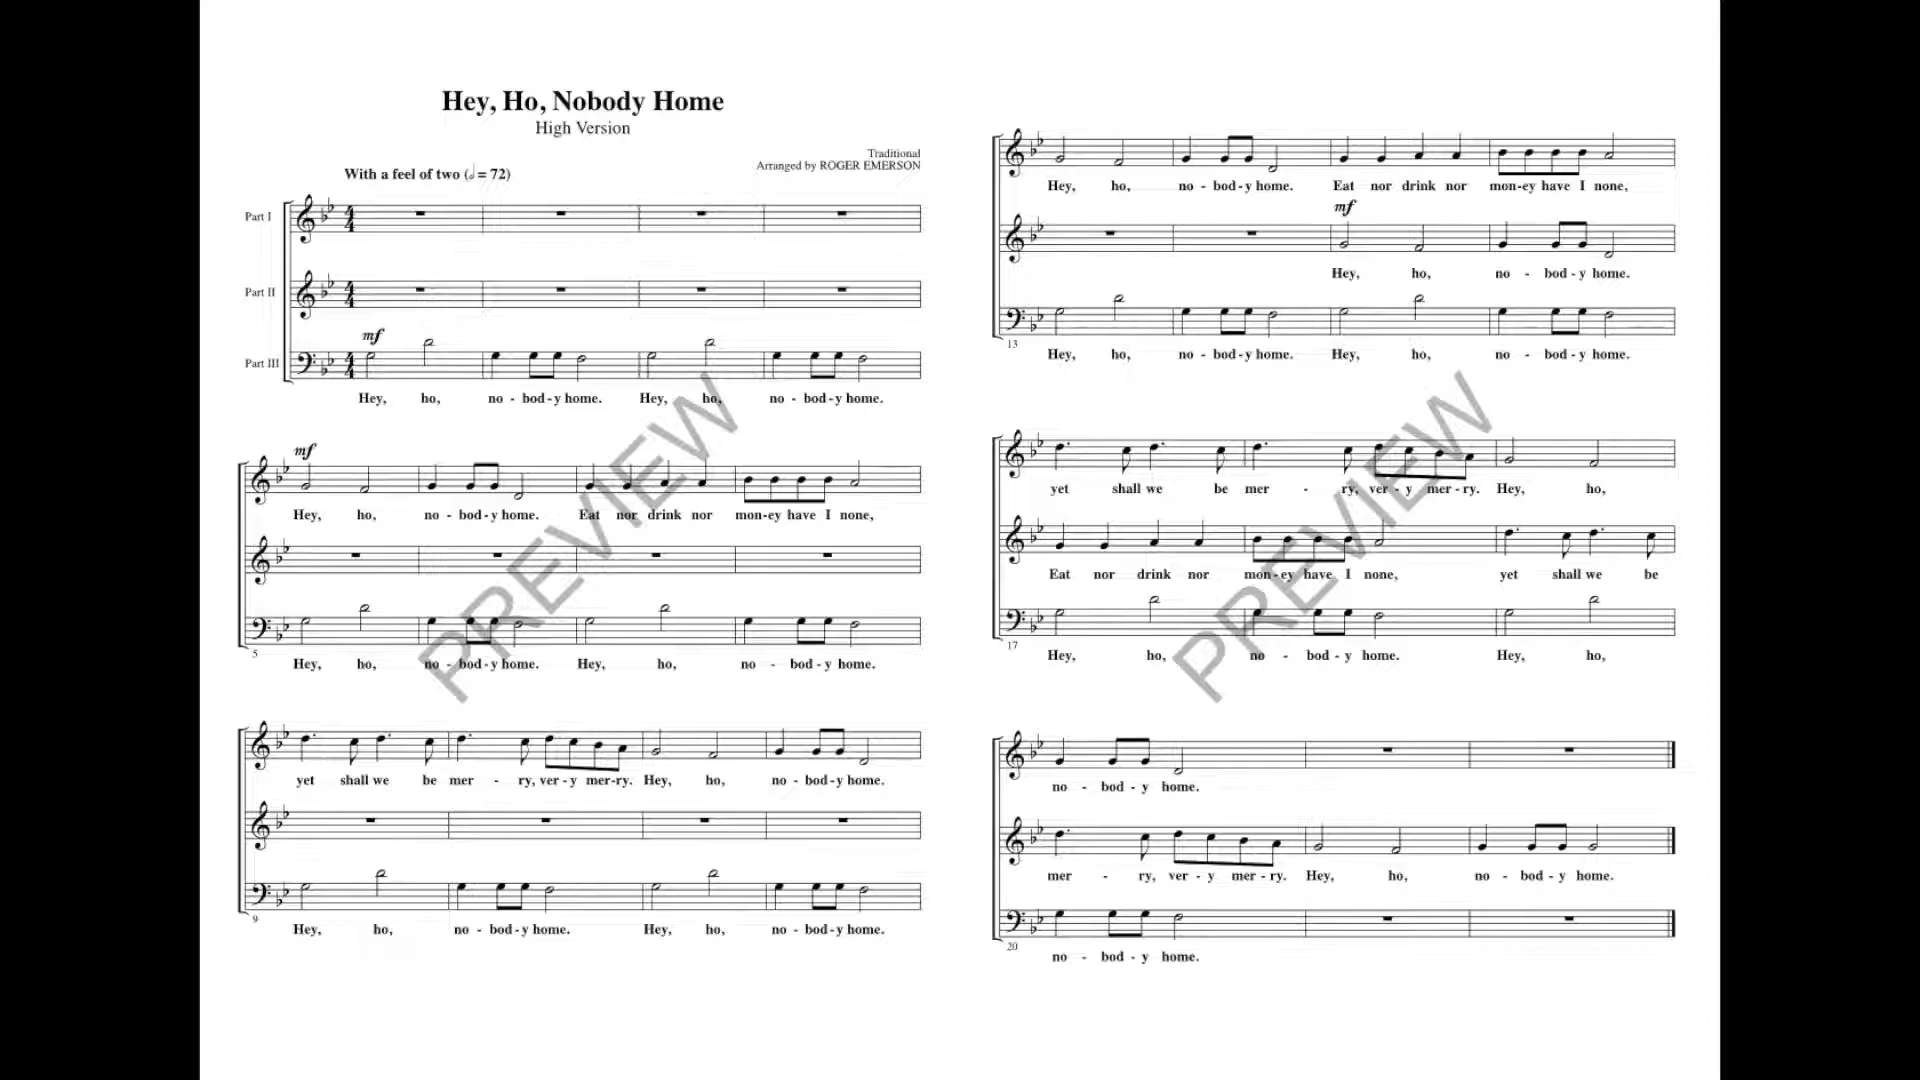 Hey, Ho, Nobody Home
High Version
Traditional
Arranged by ROGER EMERSON
With a feel of two (𝅗𝅥 = 72)
Part I
Part II
mf
Part III
Hey, ho, no - bod - y home. Hey, ho, no - bod - y home.
mf
Hey, ho, no - bod - y home. Eat nor drink nor mon-ey have I none,
5
Hey, ho, no - bod - y home. Hey, ho, no - bod - y home.
yet shall we be mer - ry, ver - y mer-ry. Hey, ho, no - bod - y home.
9
Hey, ho, no - bod - y home. Hey, ho, no - bod - y home.
PREVIEW
Hey, ho, no - bod - y home. Eat nor drink nor mon-ey have I none,
mf
Hey, ho, no - bod - y home.
13
Hey, ho, no - bod - y home. Hey, ho, no - bod - y home.
yet shall we be mer - ry, ver - y mer - ry. Hey, ho,
Eat nor drink nor mon - ey have I none, yet shall we be
17
Hey, ho, no - bod - y home. Hey, ho,
no - bod - y home.
mer - ry, ver - y mer - ry. Hey, ho, no - bod - y home.
20
no - bod - y home.
PREVIEW